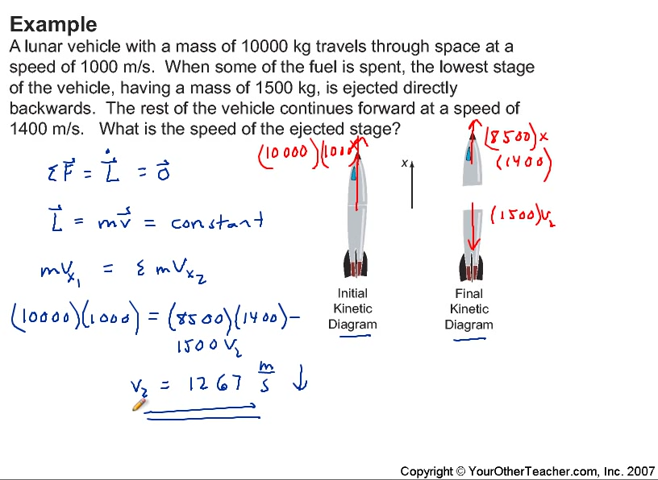 Example
A lunar vehicle with a mass of 10000 kg travels through space at a
speed of 1000 m/s. When some of the fuel is spent, the lowest stage
of the vehicle, having a mass of 1500 kg, is ejected directly
backwards. The rest of the vehicle continues forward at a speed of
1400 m/s. What is the speed of the ejected stage?
ΣF⃗ = L⃗̇ = 0⃗
L⃗ = mv⃗ = constant
mVx₁ = Σ mVx₂
(10000)(1000) = (8500)(1400) −
1500 V₂
V₂ = 1267 m/s ↓
(10000)(1000)
x
(8500)x
(1400)
(1500)V₂
Initial
Kinetic
Diagram
Final
Kinetic
Diagram
Copyright © YourOtherTeacher.com, Inc. 2007